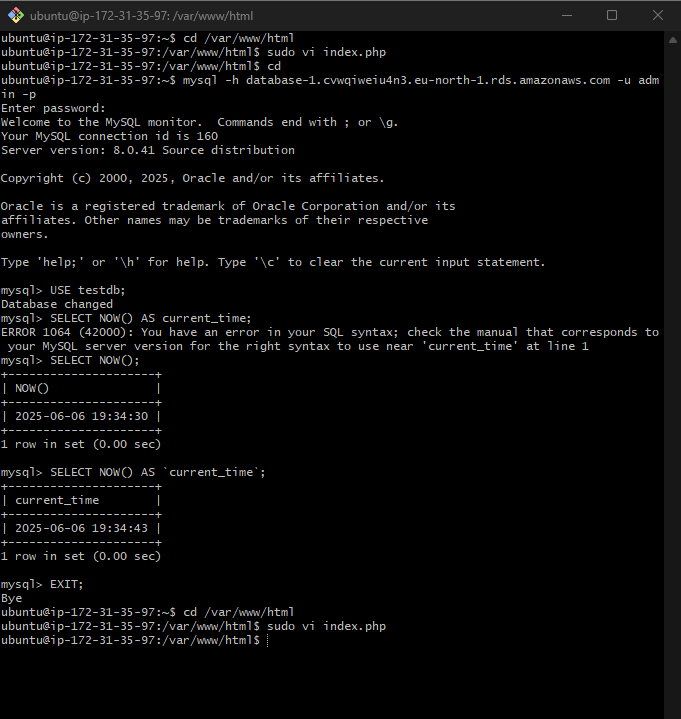 ubuntu@ip-172-31-35-97: /var/www/html
ubuntu@ip-172-31-35-97:~$ cd /var/www/html
ubuntu@ip-172-31-35-97:/var/www/html$ sudo vi index.php
ubuntu@ip-172-31-35-97:/var/www/html$ cd
ubuntu@ip-172-31-35-97:~$ mysql -h database-1.cvwqiweiu4n3.eu-north-1.rds.amazonaws.com -u adm
in -p
Enter password:
Welcome to the MySQL monitor.  Commands end with ; or \g.
Your MySQL connection id is 160
Server version: 8.0.41 Source distribution

Copyright (c) 2000, 2025, Oracle and/or its affiliates.

Oracle is a registered trademark of Oracle Corporation and/or its
affiliates. Other names may be trademarks of their respective
owners.

Type 'help;' or '\h' for help. Type '\c' to clear the current input statement.

mysql> USE testdb;
Database changed
mysql> SELECT NOW() AS current_time;
ERROR 1064 (42000): You have an error in your SQL syntax; check the manual that corresponds to
 your MySQL server version for the right syntax to use near 'current_time' at line 1
mysql> SELECT NOW();
+---------------------+
| NOW()               |
+---------------------+
| 2025-06-06 19:34:30 |
+---------------------+
1 row in set (0.00 sec)

mysql> SELECT NOW() AS `current_time`;
+---------------------+
| current_time        |
+---------------------+
| 2025-06-06 19:34:43 |
+---------------------+
1 row in set (0.00 sec)

mysql> EXIT;
Bye
ubuntu@ip-172-31-35-97:~$ cd /var/www/html
ubuntu@ip-172-31-35-97:/var/www/html$ sudo vi index.php
ubuntu@ip-172-31-35-97:/var/www/html$